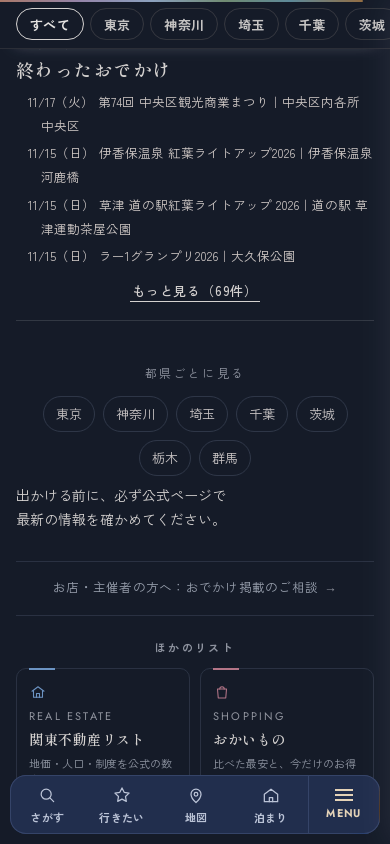 すべて 東京 神奈川 埼玉 千葉 茨城
終わったおでかけ
11/17（火） 第74回 中央区観光商業まつり｜中央区内各所
中央区
11/15（日） 伊香保温泉 紅葉ライトアップ2026｜伊香保温泉
河鹿橋
11/15（日） 草津 道の駅紅葉ライトアップ 2026｜道の駅 草
津運動茶屋公園
11/15（日） ラー1グランプリ2026｜大久保公園
もっと見る（69件）
都県ごとに見る
東京 神奈川 埼玉 千葉 茨城
栃木 群馬
出かける前に、必ず公式ページで
最新の情報を確かめてください。
お店・主催者の方へ：おでかけ掲載のご相談 →
ほかのリスト
REAL ESTATE
関東不動産リスト
地価・人口・制度を公式の数
SHOPPING
おかいもの
比べた最安と、今だけのお得
さがす 行きたい 地図 泊まり MENU